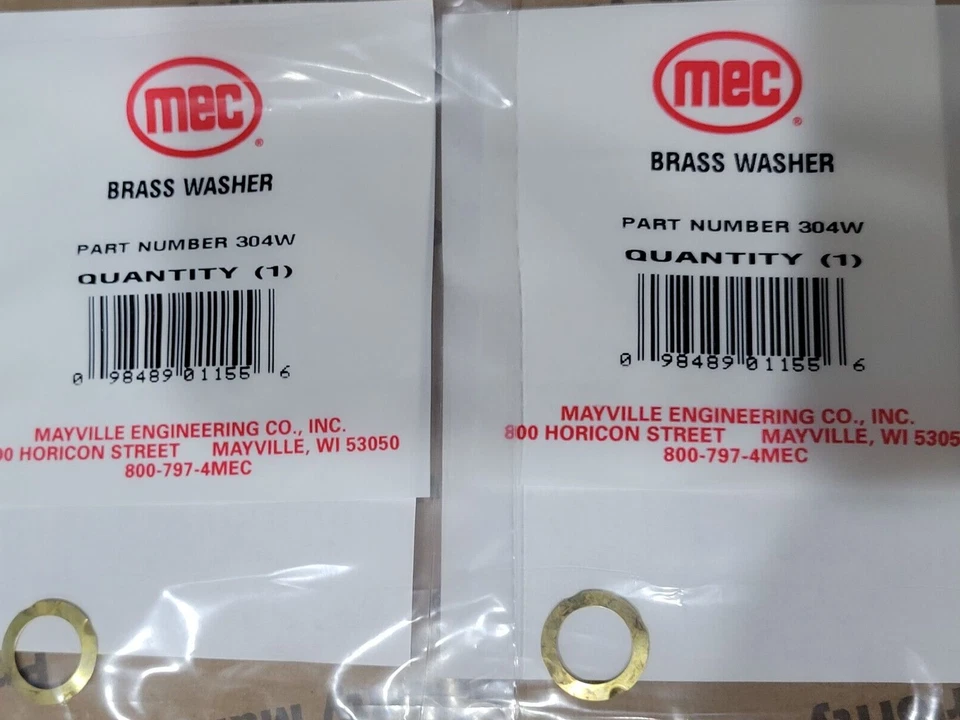 mec
®
BRASS WASHER
PART NUMBER 304W
QUANTITY (1)
0 98489 01155 6
MAYVILLE ENGINEERING CO., INC.
00 HORICON STREET MAYVILLE, WI 53050
800-797-4MEC
mec
®
BRASS WASHER
PART NUMBER 304W
QUANTITY (1)
0 98489 01155 6
MAYVILLE ENGINEERING CO., INC.
800 HORICON STREET MAYVILLE, WI 5305
800-797-4MEC